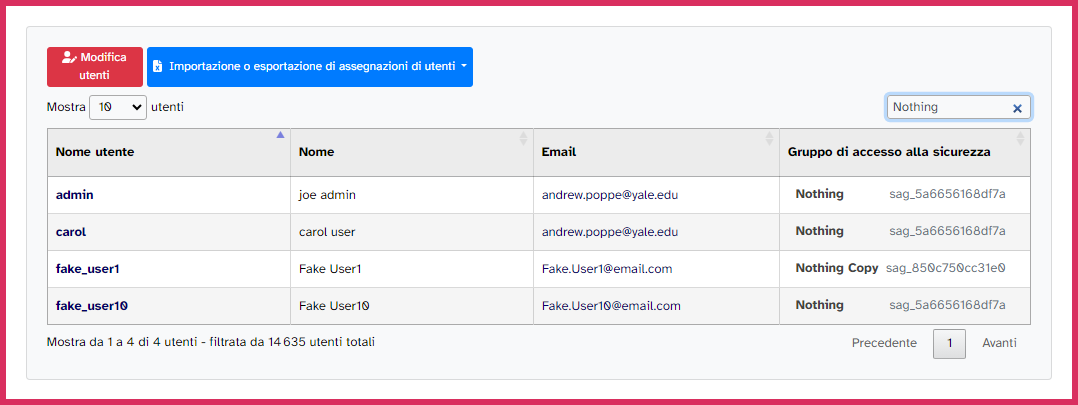 Modifica
utenti
Importazione o esportazione di assegnazioni di utenti
Mostra 10 utenti
Nothing
Nome utente Nome Email Gruppo di accesso alla sicurezza
admin joe admin andrew.poppe@yale.edu Nothing sag_5a6656168df7a
carol carol user andrew.poppe@yale.edu Nothing sag_5a6656168df7a
fake_user1 Fake User1 Fake.User1@email.com Nothing Copy sag_850c750cc31e0
fake_user10 Fake User10 Fake.User10@email.com Nothing sag_5a6656168df7a
Mostra da 1 a 4 di 4 utenti - filtrata da 14 635 utenti totali
Precedente 1 Avanti